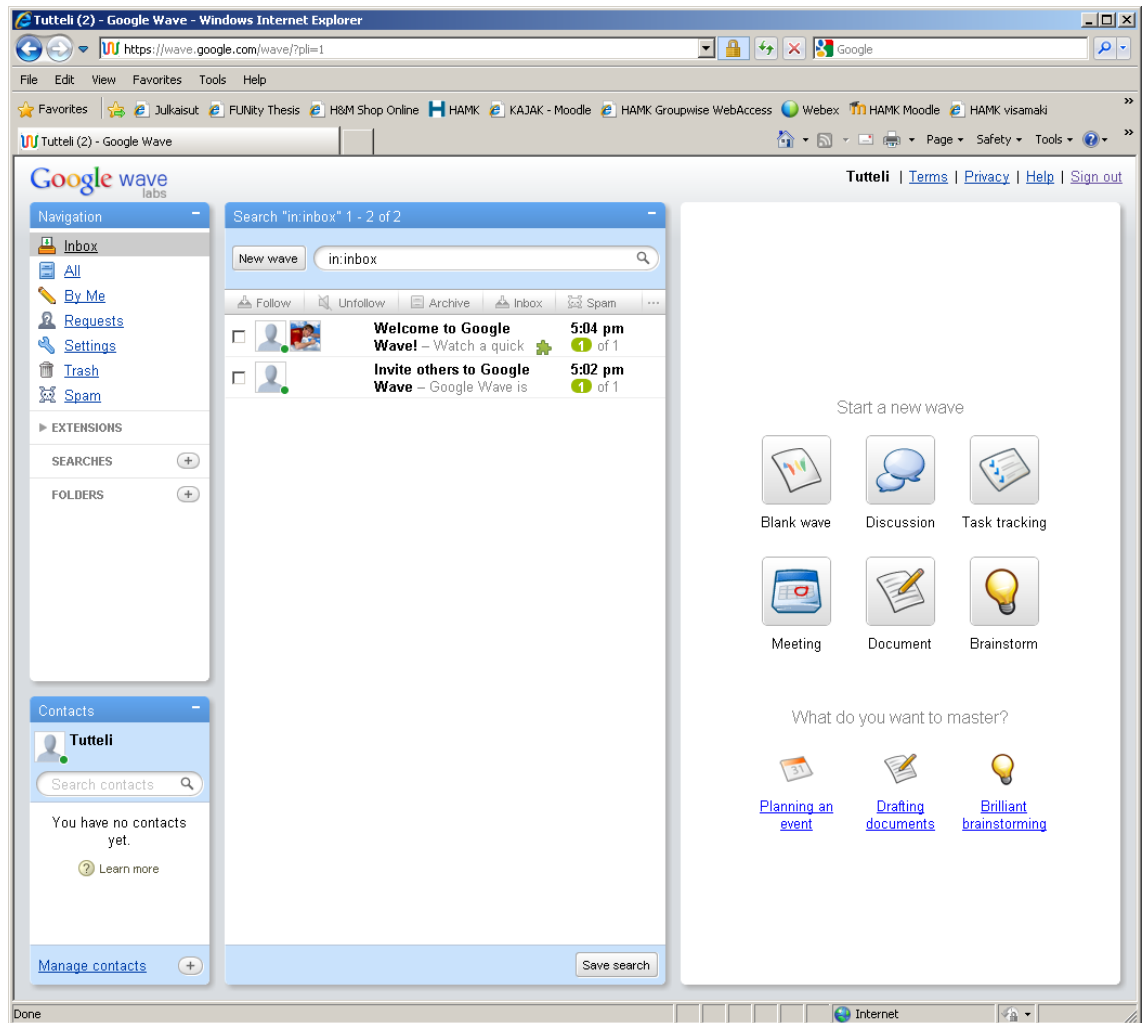 Tutteli (2) - Google Wave - Windows Internet Explorer
https://wave.google.com/wave/?pli=1
Google
File Edit View Favorites Tools Help
Favorites Julkaisut FUNity Thesis H&M Shop Online HAMK KAJAK - Moodle HAMK Groupwise WebAccess Webex HAMK Moodle HAMK visamaki »
Tutteli (2) - Google Wave
Page Safety Tools »
Google wave
labs
Tutteli | Terms | Privacy | Help | Sign out
Navigation
Inbox
All
By Me
Requests
Settings
Trash
Spam
EXTENSIONS
SEARCHES
FOLDERS
Contacts
Tutteli
Search contacts
You have no contacts
yet.
Learn more
Manage contacts
Search "in:inbox" 1 - 2 of 2
New wave in:inbox
Follow Unfollow Archive Inbox Spam ...
Welcome to Google 5:04 pm
Wave! – Watch a quick 1 of 1
Invite others to Google 5:02 pm
Wave – Google Wave is 1 of 1
Save search
Start a new wave
Blank wave Discussion Task tracking
Meeting Document Brainstorm
What do you want to master?
31
Planning an Drafting Brilliant
event documents brainstorming
Done Internet